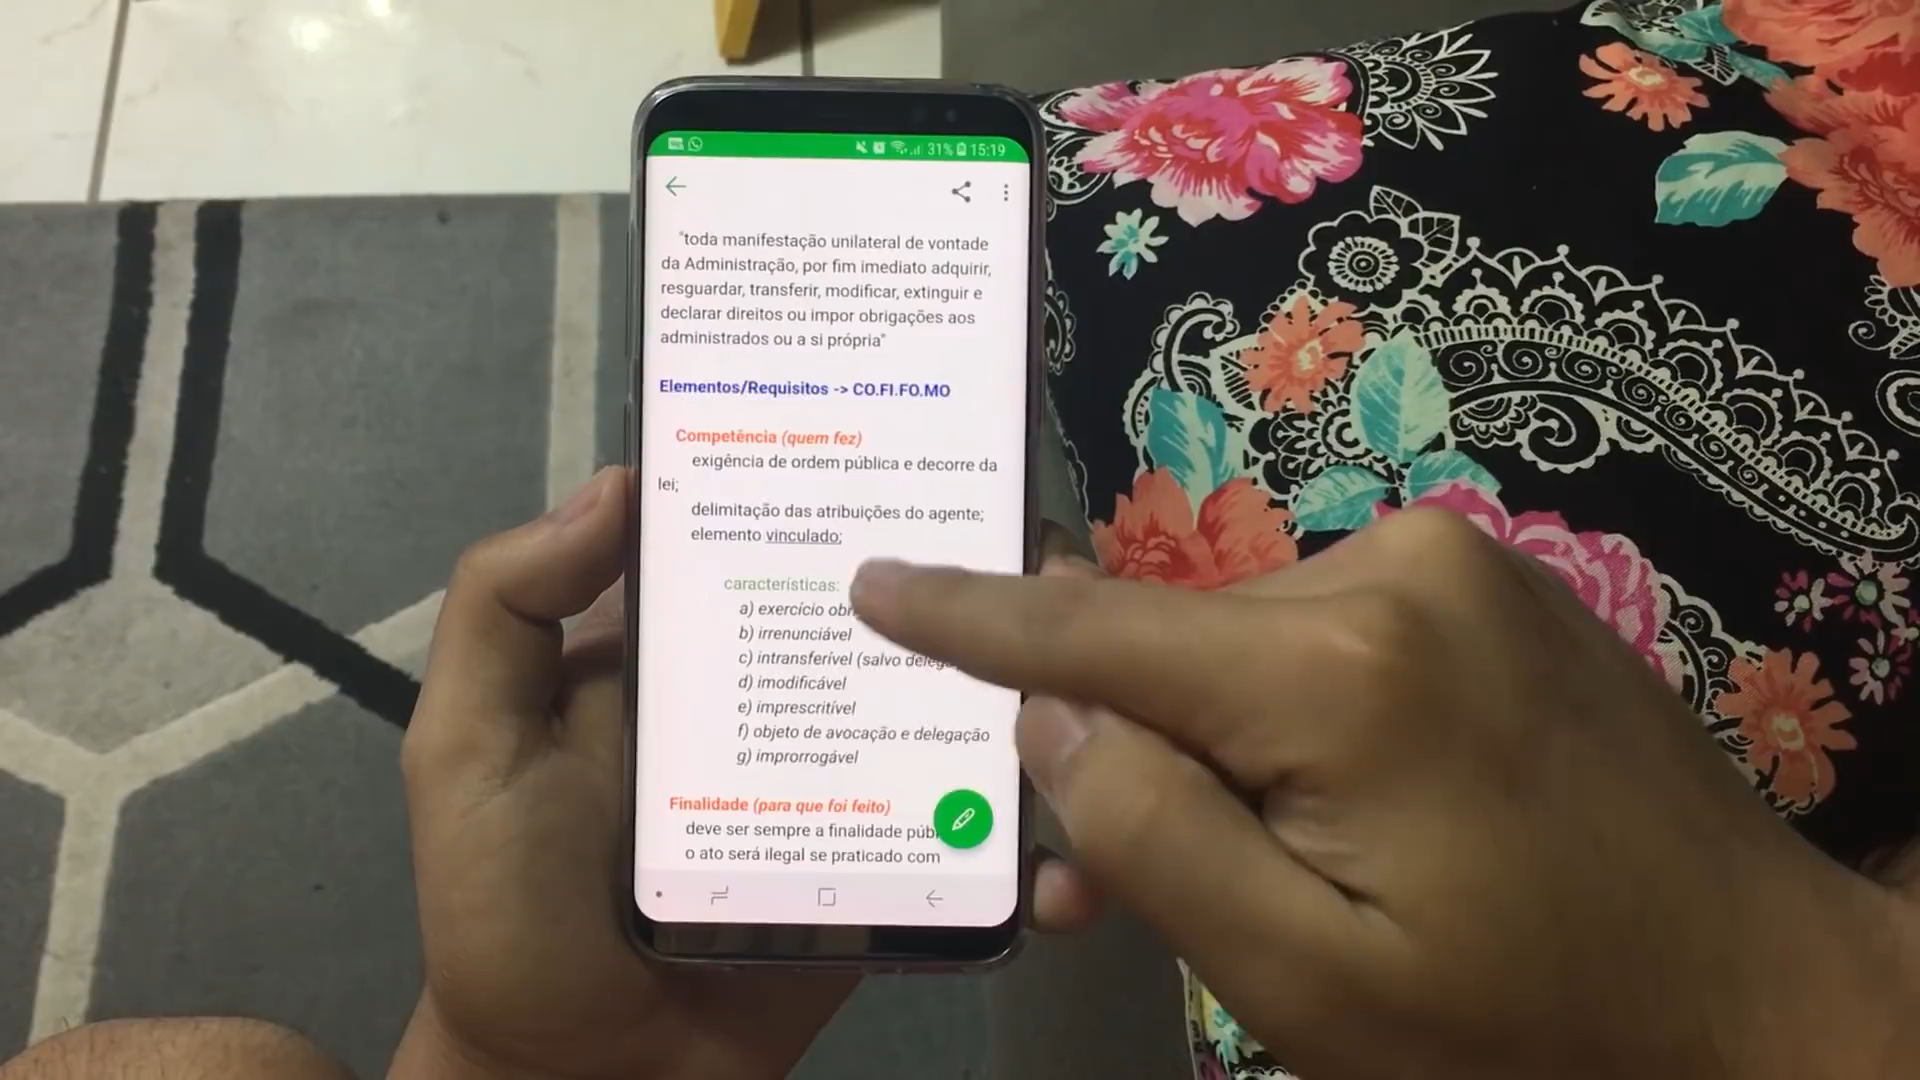 31% 15:19
"toda manifestação unilateral de vontade
da Administração, por fim imediato adquirir,
resguardar, transferir, modificar, extinguir e
declarar direitos ou impor obrigações aos
administrados ou a si própria"
Elementos/Requisitos -> CO.FI.FO.MO
Competência (quem fez)
exigência de ordem pública e decorre da
lei;
delimitação das atribuições do agente;
elemento vinculado;
características:
a) exercício
b) irrenunciável
c) intransferível (salvo
d) imodificável
e) imprescritível
f) objeto de avocação e delegação
g) improrrogável
Finalidade (para que foi feito)
deve ser sempre a finalidade
o ato será ilegal se praticado com